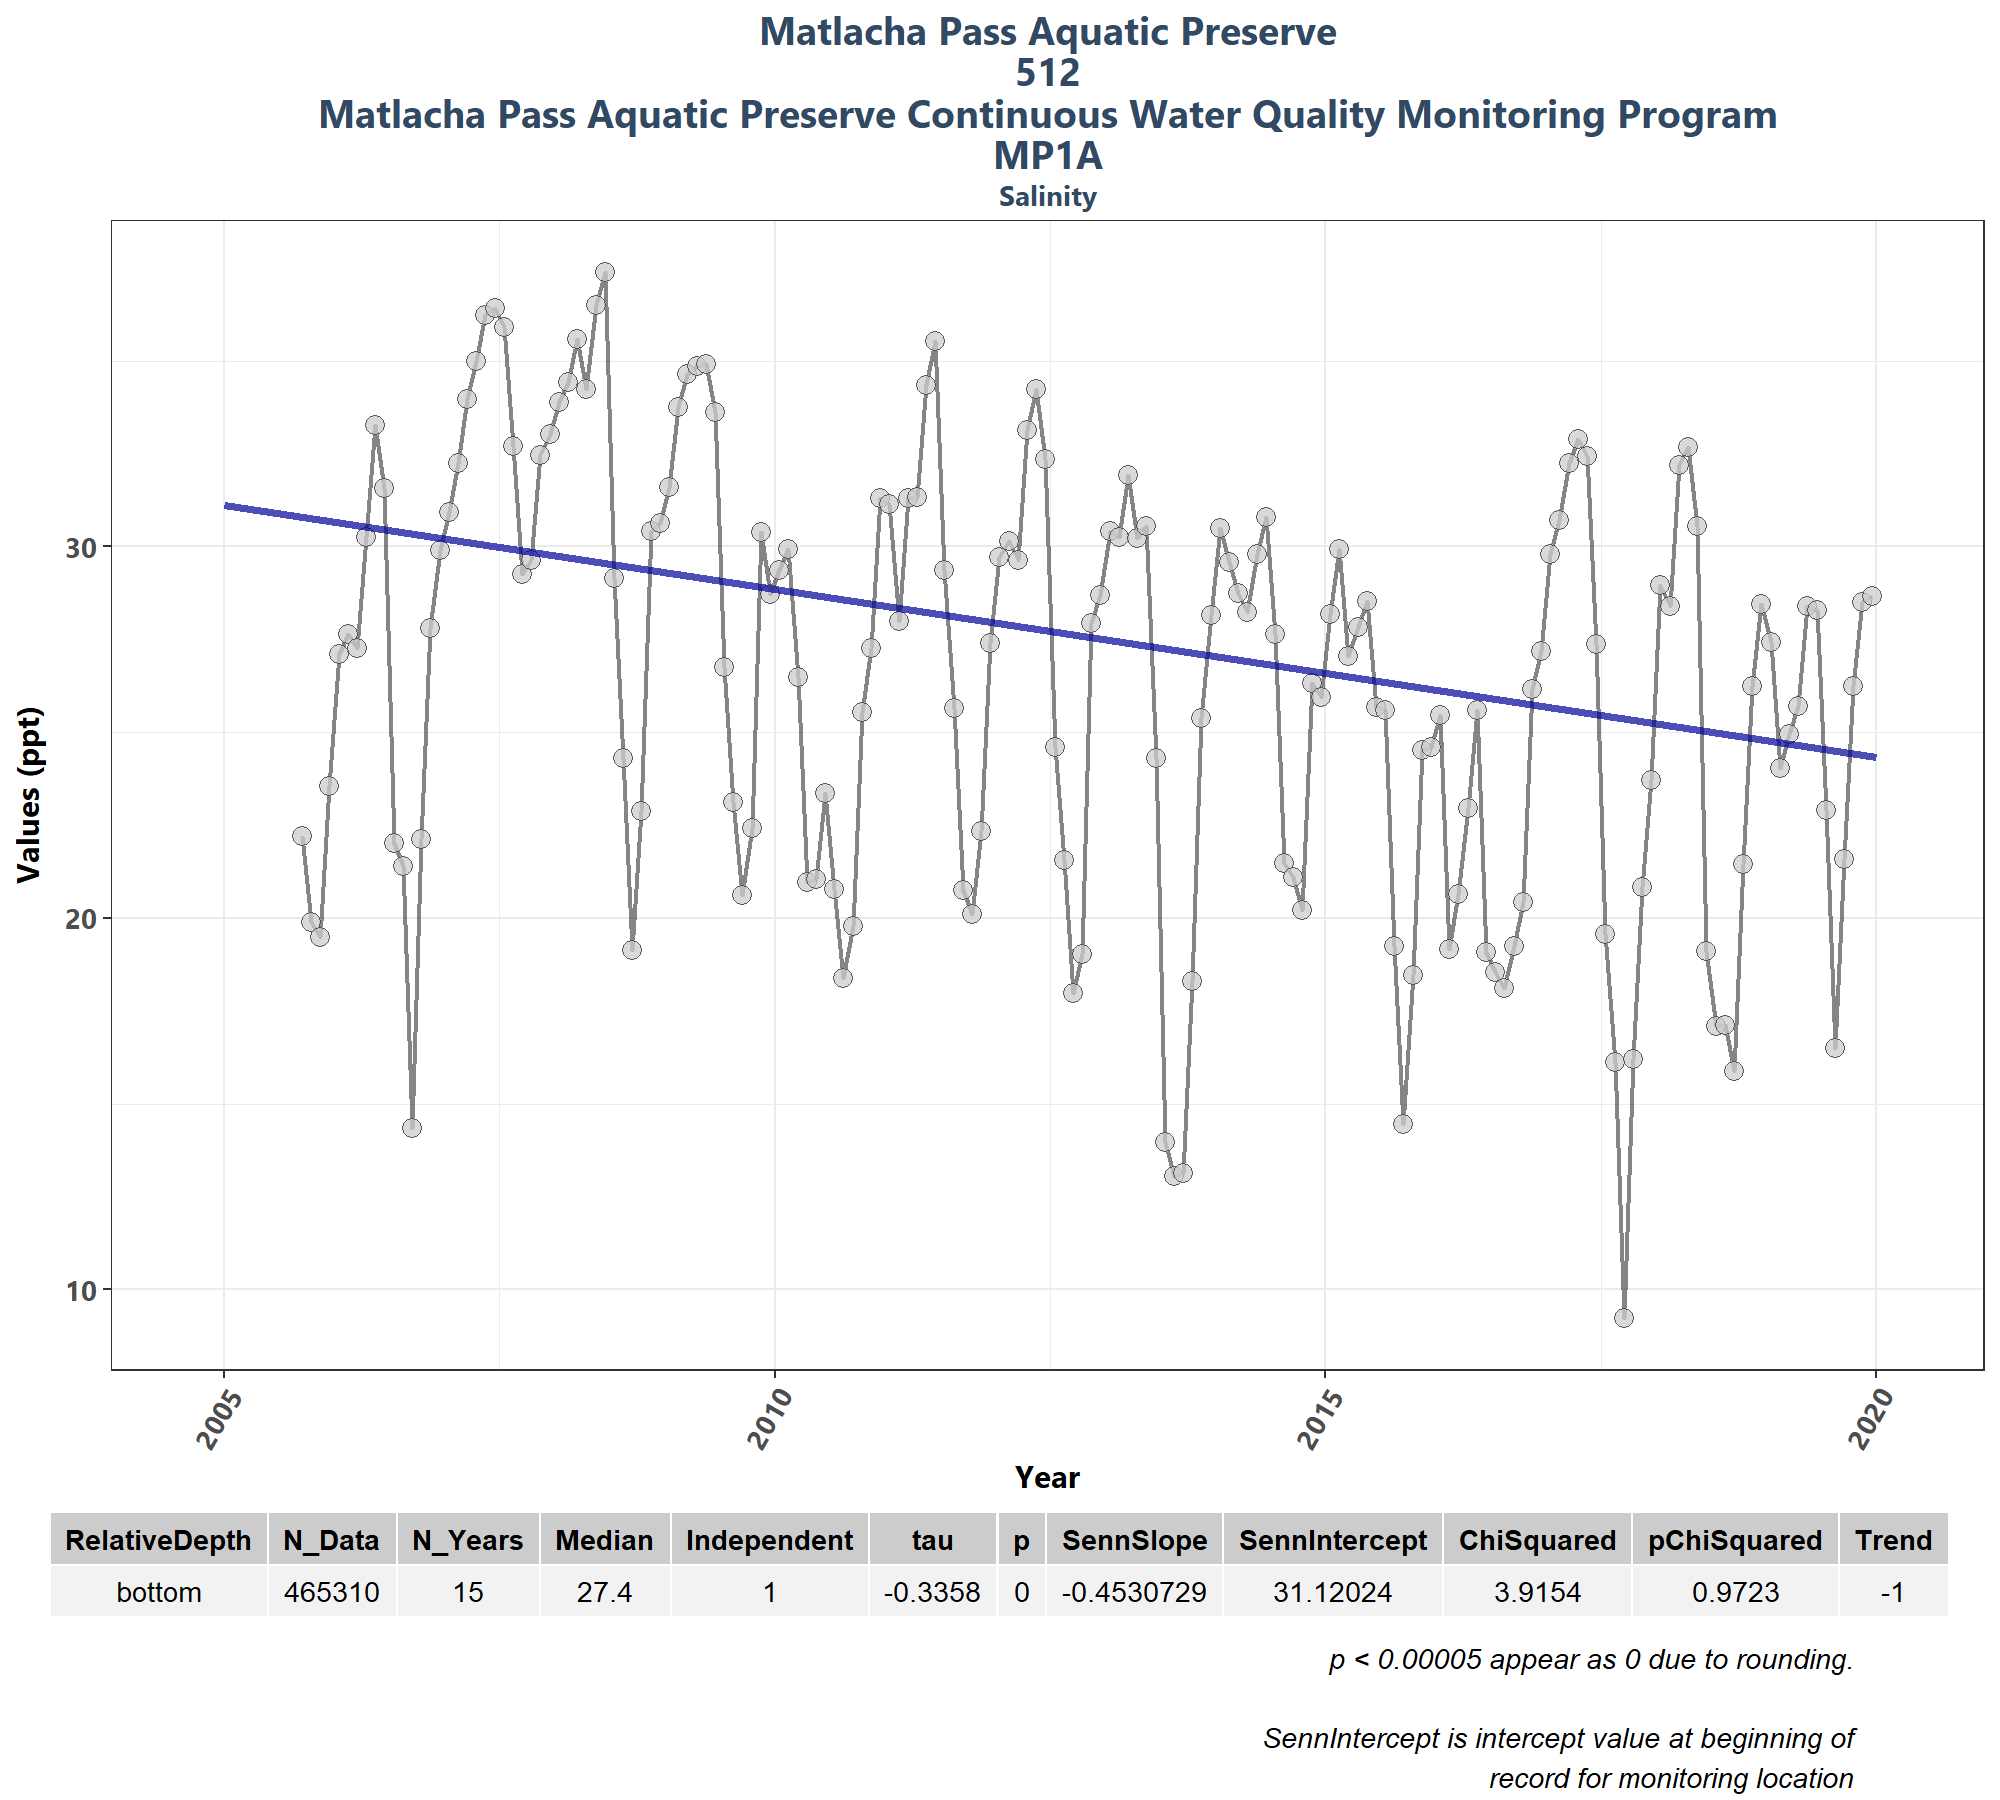 Matlacha Pass Aquatic Preserve
512
Matlacha Pass Aquatic Preserve Continuous Water Quality Monitoring Program
MP1A
Salinity
Values (ppt)
30
20
10
2005 2010 2015 2020
Year
RelativeDepth N_Data N_Years Median Independent tau p SennSlope SennIntercept ChiSquared pChiSquared Trend
bottom 465310 15 27.4 1 -0.3358 0 -0.4530729 31.12024 3.9154 0.9723 -1
p < 0.00005 appear as 0 due to rounding.
SennIntercept is intercept value at beginning of
record for monitoring location